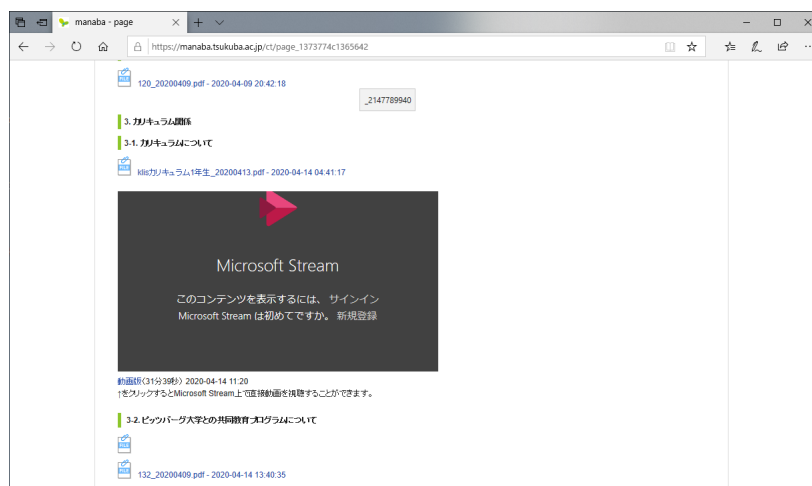 manaba - page
https://manaba.tsukuba.ac.jp/ct/page_1373774c1365642
120_20200409.pdf - 2020-04-09 20:42:18
_2147789940
3. カリキュラム関係
3-1. カリキュラムについて
FILE
klisカリキュラム1年生_20200413.pdf - 2020-04-14 04:41:17
Microsoft Stream
このコンテンツを表示するには、 サインイン
Microsoft Stream は初めてですか。 新規登録
動画版(31分39秒) 2020-04-14 11:20
↑をクリックするとMicrosoft Stream上で直接動画を視聴することができます。
3-2. ピッツバーグ大学との共同教育プログラムについて
FILE
FILE
132_20200409.pdf - 2020-04-14 13:40:35